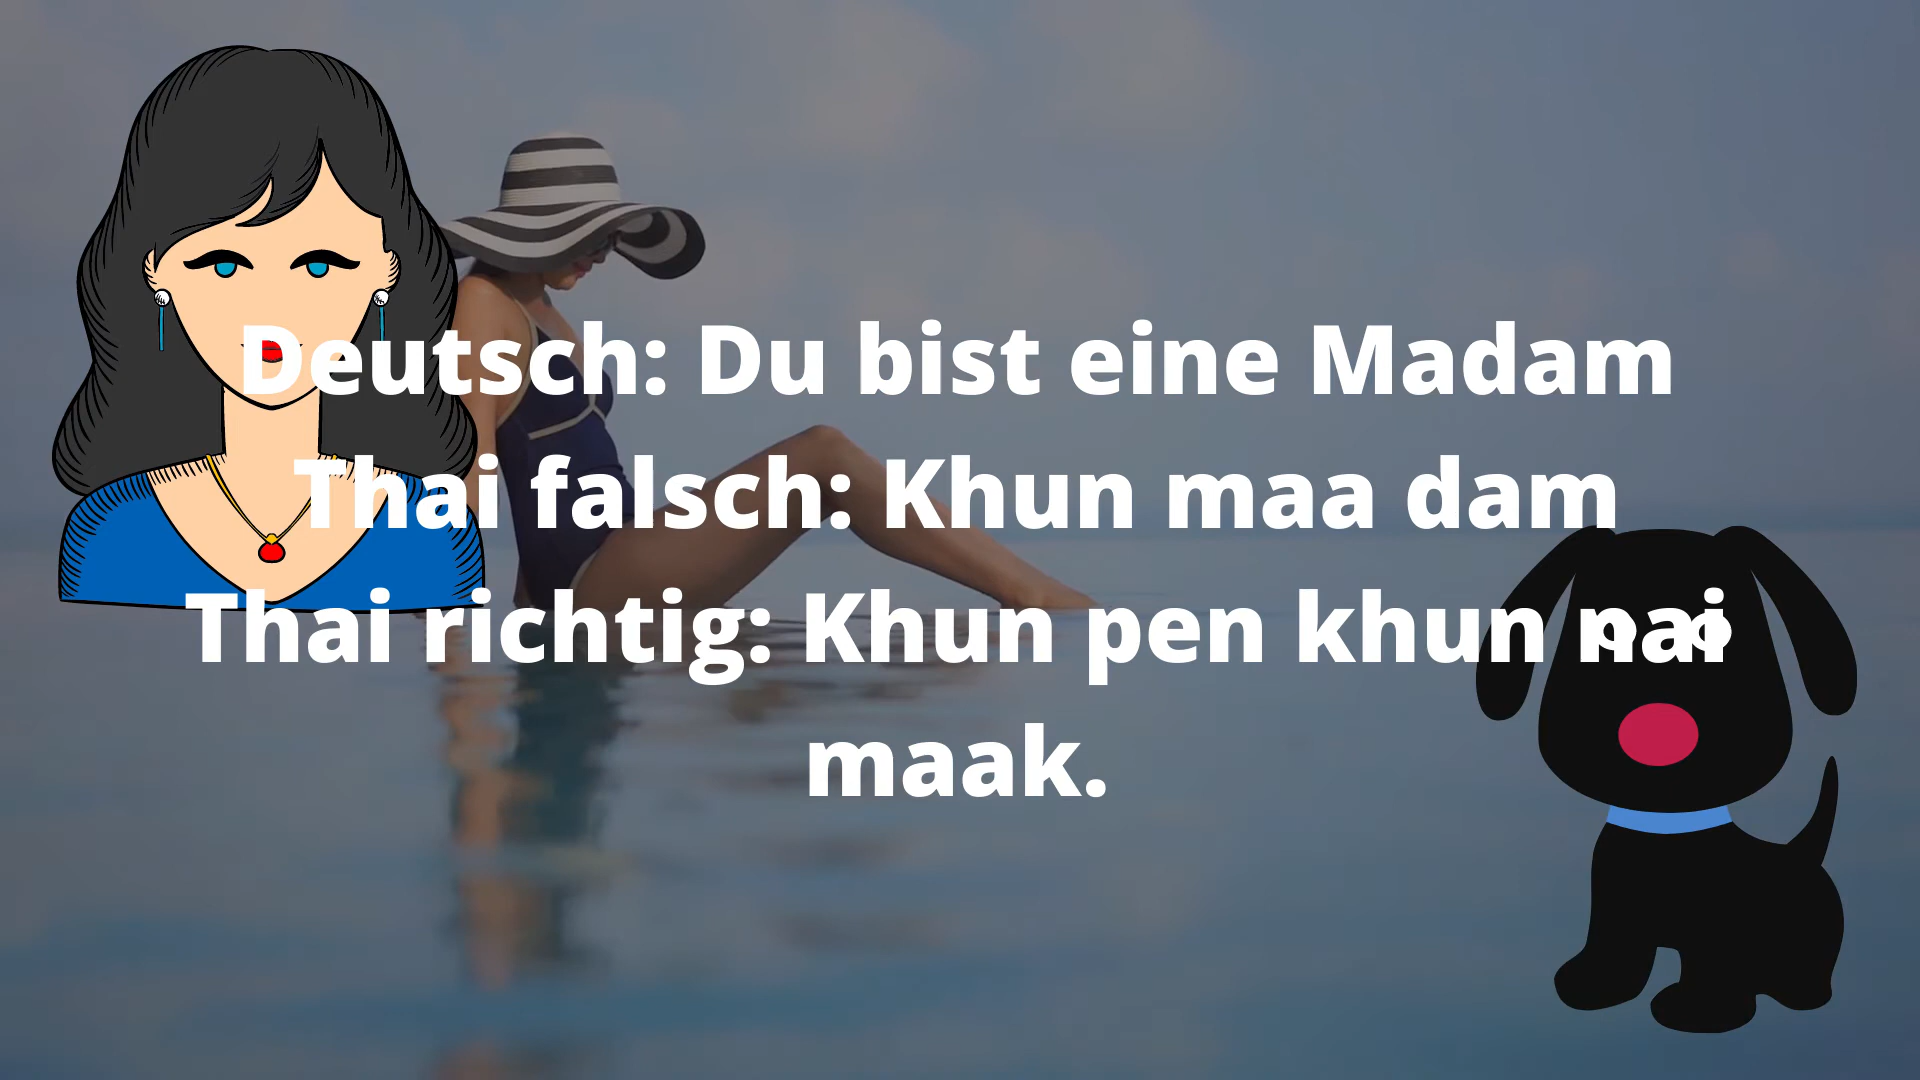 Deutsch: Du bist eine Madam
Thai falsch: Khun maa dam
Thai richtig: Khun pen khun nai
maak.